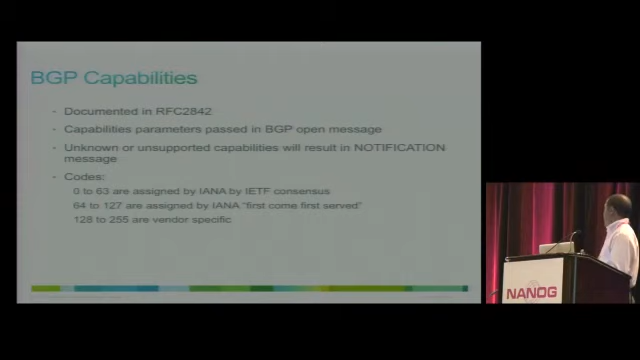 BGP Capabilities
Documented in RFC2842
Capabilities parameters passed in BGP open message
Unknown or unsupported capabilities will result in NOTIFICATION
message
Codes:
0 to 63 are assigned by IANA by IETF consensus
64 to 127 are assigned by IANA "first come first served"
128 to 255 are vendor specific
NANOG